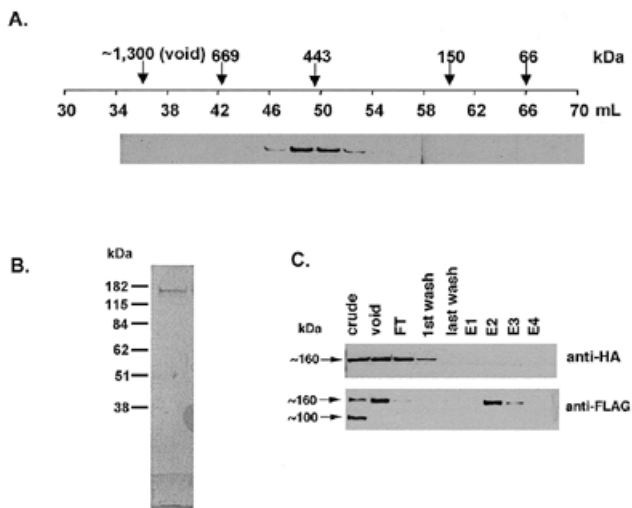 A.
~1,300 (void) 669 443 150 66 kDa
30 34 38 42 46 50 54 58 62 66 70 mL
B.
kDa
182
115
84
62
51
38
C.
kDa crude void FT 1st wash last wash E1 E2 E3 E4
~160 anti-HA
~160 anti-FLAG
~100